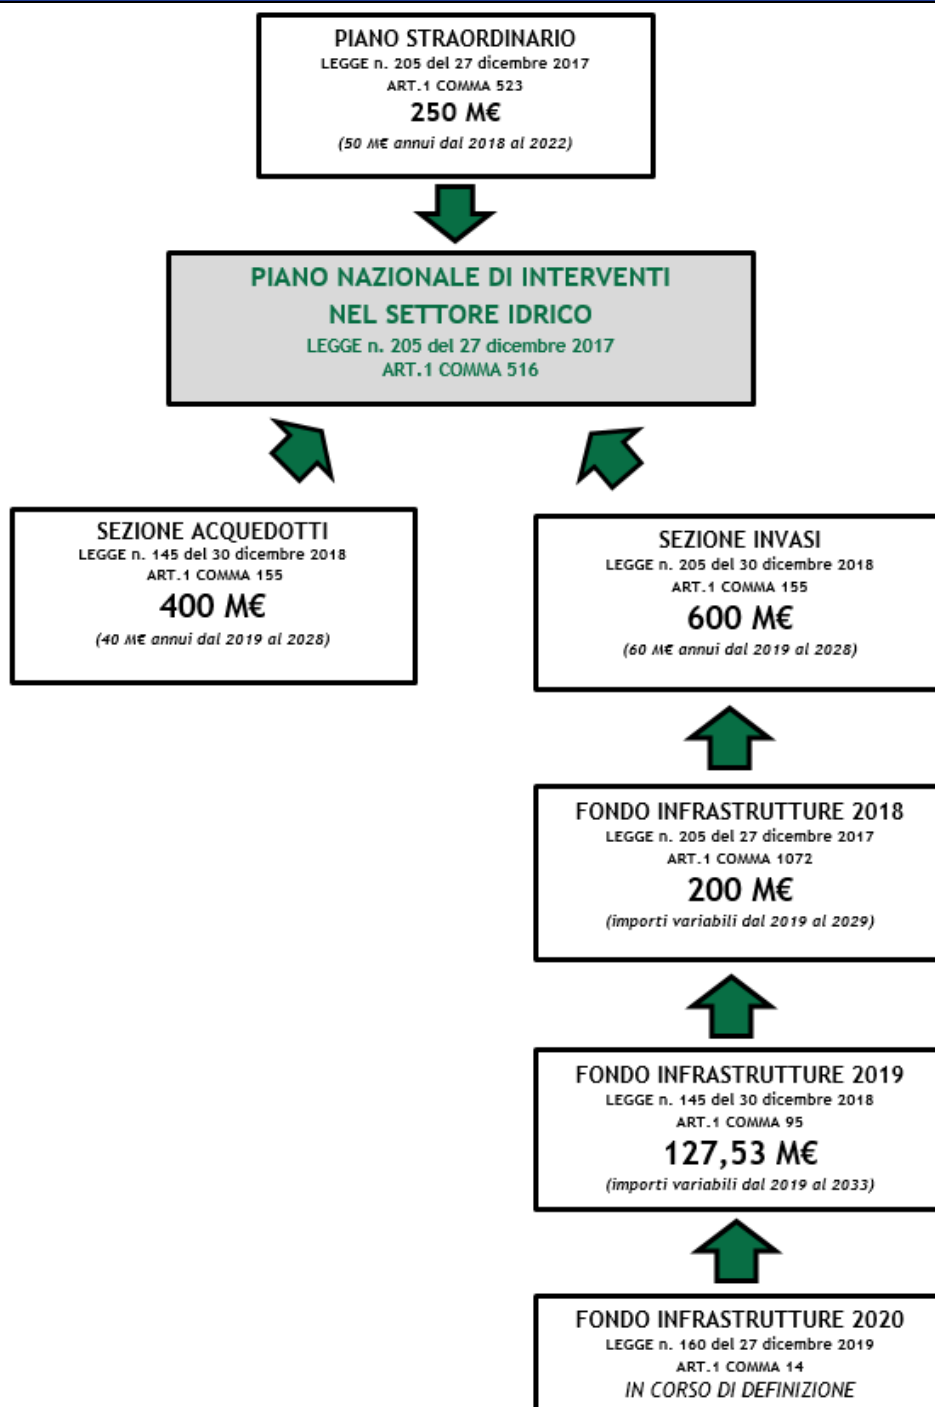 PIANO STRAORDINARIO
LEGGE n. 205 del 27 dicembre 2017
ART.1 COMMA 523
250 M€
(50 M€ annui dal 2018 al 2022)
PIANO NAZIONALE DI INTERVENTI
NEL SETTORE IDRICO
LEGGE n. 205 del 27 dicembre 2017
ART.1 COMMA 516
SEZIONE ACQUEDOTTI
LEGGE n. 145 del 30 dicembre 2018
ART.1 COMMA 155
400 M€
(40 M€ annui dal 2019 al 2028)
SEZIONE INVASI
LEGGE n. 205 del 30 dicembre 2018
ART.1 COMMA 155
600 M€
(60 M€ annui dal 2019 al 2028)
FONDO INFRASTRUTTURE 2018
LEGGE n. 205 del 27 dicembre 2017
ART.1 COMMA 1072
200 M€
(importi variabili dal 2019 al 2029)
FONDO INFRASTRUTTURE 2019
LEGGE n. 145 del 30 dicembre 2018
ART.1 COMMA 95
127,53 M€
(importi variabili dal 2019 al 2033)
FONDO INFRASTRUTTURE 2020
LEGGE n. 160 del 27 dicembre 2019
ART.1 COMMA 14
IN CORSO DI DEFINIZIONE